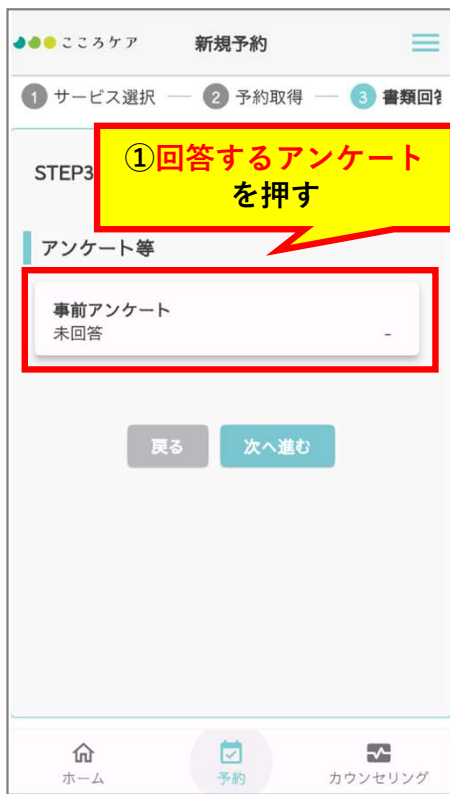 こころケア 新規予約
1 サービス選択 2 予約取得 3 書類回答
STEP3
①回答するアンケート
を押す
アンケート等
事前アンケート
未回答 -
戻る 次へ進む
ホーム 予約 カウンセリング